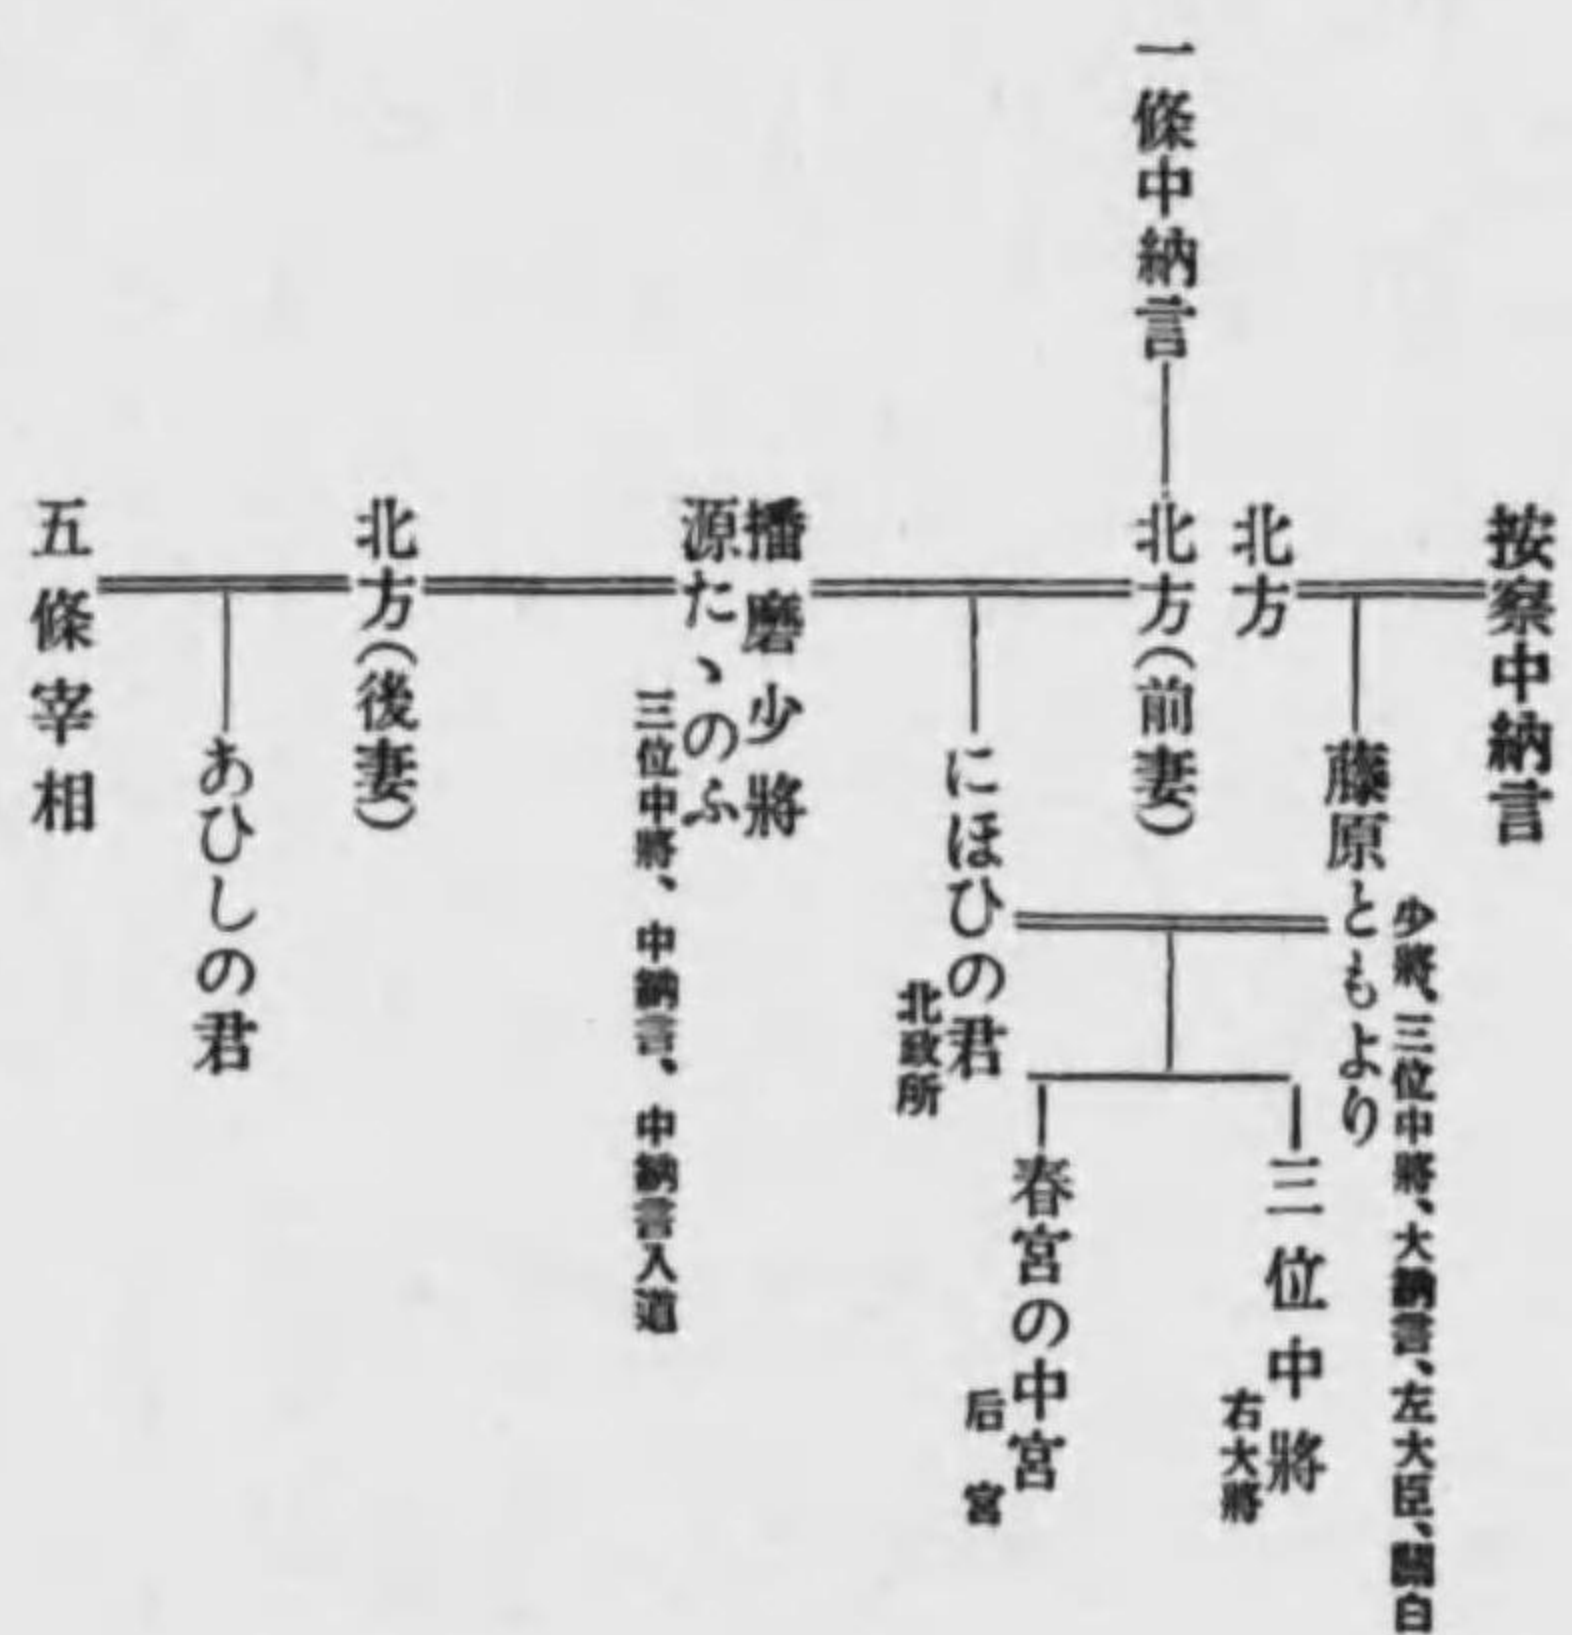 按察中納言
少將、三位中將、大納言、左大臣、關白
藤原ともより
北方
一條中納言
北方(前妻)
三位中將
右大將
春宮の中宮
后宮
にほひの君
北政所
播磨少將
源たゝのふ
三位中將、中納言、中納言入道
北方(後妻)
あひしの君
五條宰相